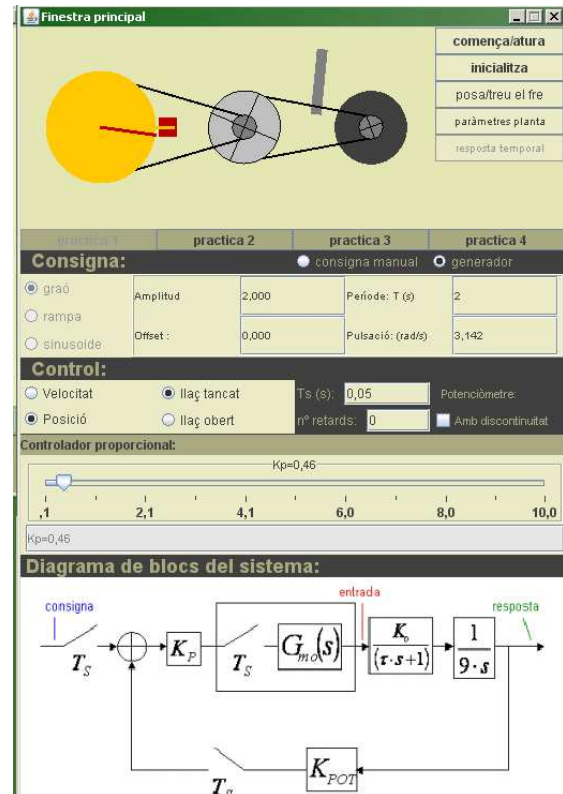 Finestra principal
comença/atura
inicialitza
posa/treu el fre
paràmetres planta
resposta temporal
practica 1 practica 2 practica 3 practica 4
Consigna: consigna manual generador
graó
rampa
sinusoide
Amplitud 2,000 Període: T (s) 2
Offset : 0,000 Pulsació: (rad/s) 3,142
Control:
Velocitat llaç tancat Ts (s): 0,05 Potenciòmetre:
Posició llaç obert nº retards: 0 Amb discontinuitat
Controlador proporcional:
Kp=0,46
,1 2,1 4,1 6,0 8,0 10,0
Kp=0,46
Diagrama de blocs del sistema:
consigna entrada resposta
T_S K_P T_S G_mo(s) K_o/(τ·s+1) 1/9·s
T_S K_POT